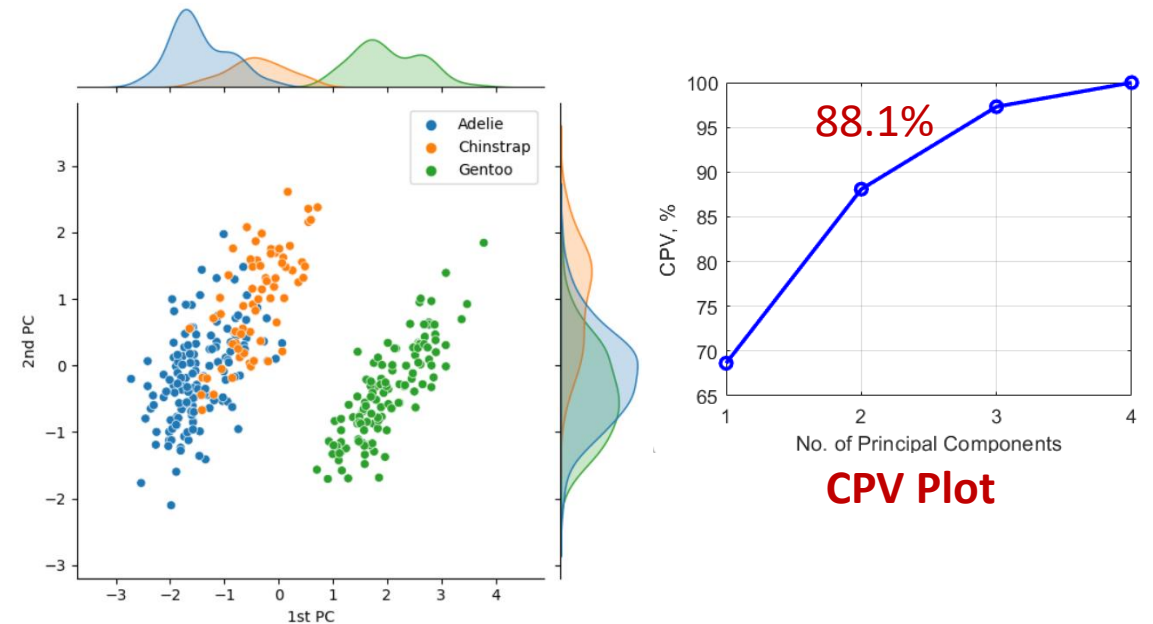 Adelie
Chinstrap
Gentoo
3
2
1
0
−1
−2
−3
2nd PC
−3 −2 −1 0 1 2 3 4
1st PC
100
95
90
85
80
75
70
65
88.1%
CPV, %
1 2 3 4
No. of Principal Components
CPV Plot